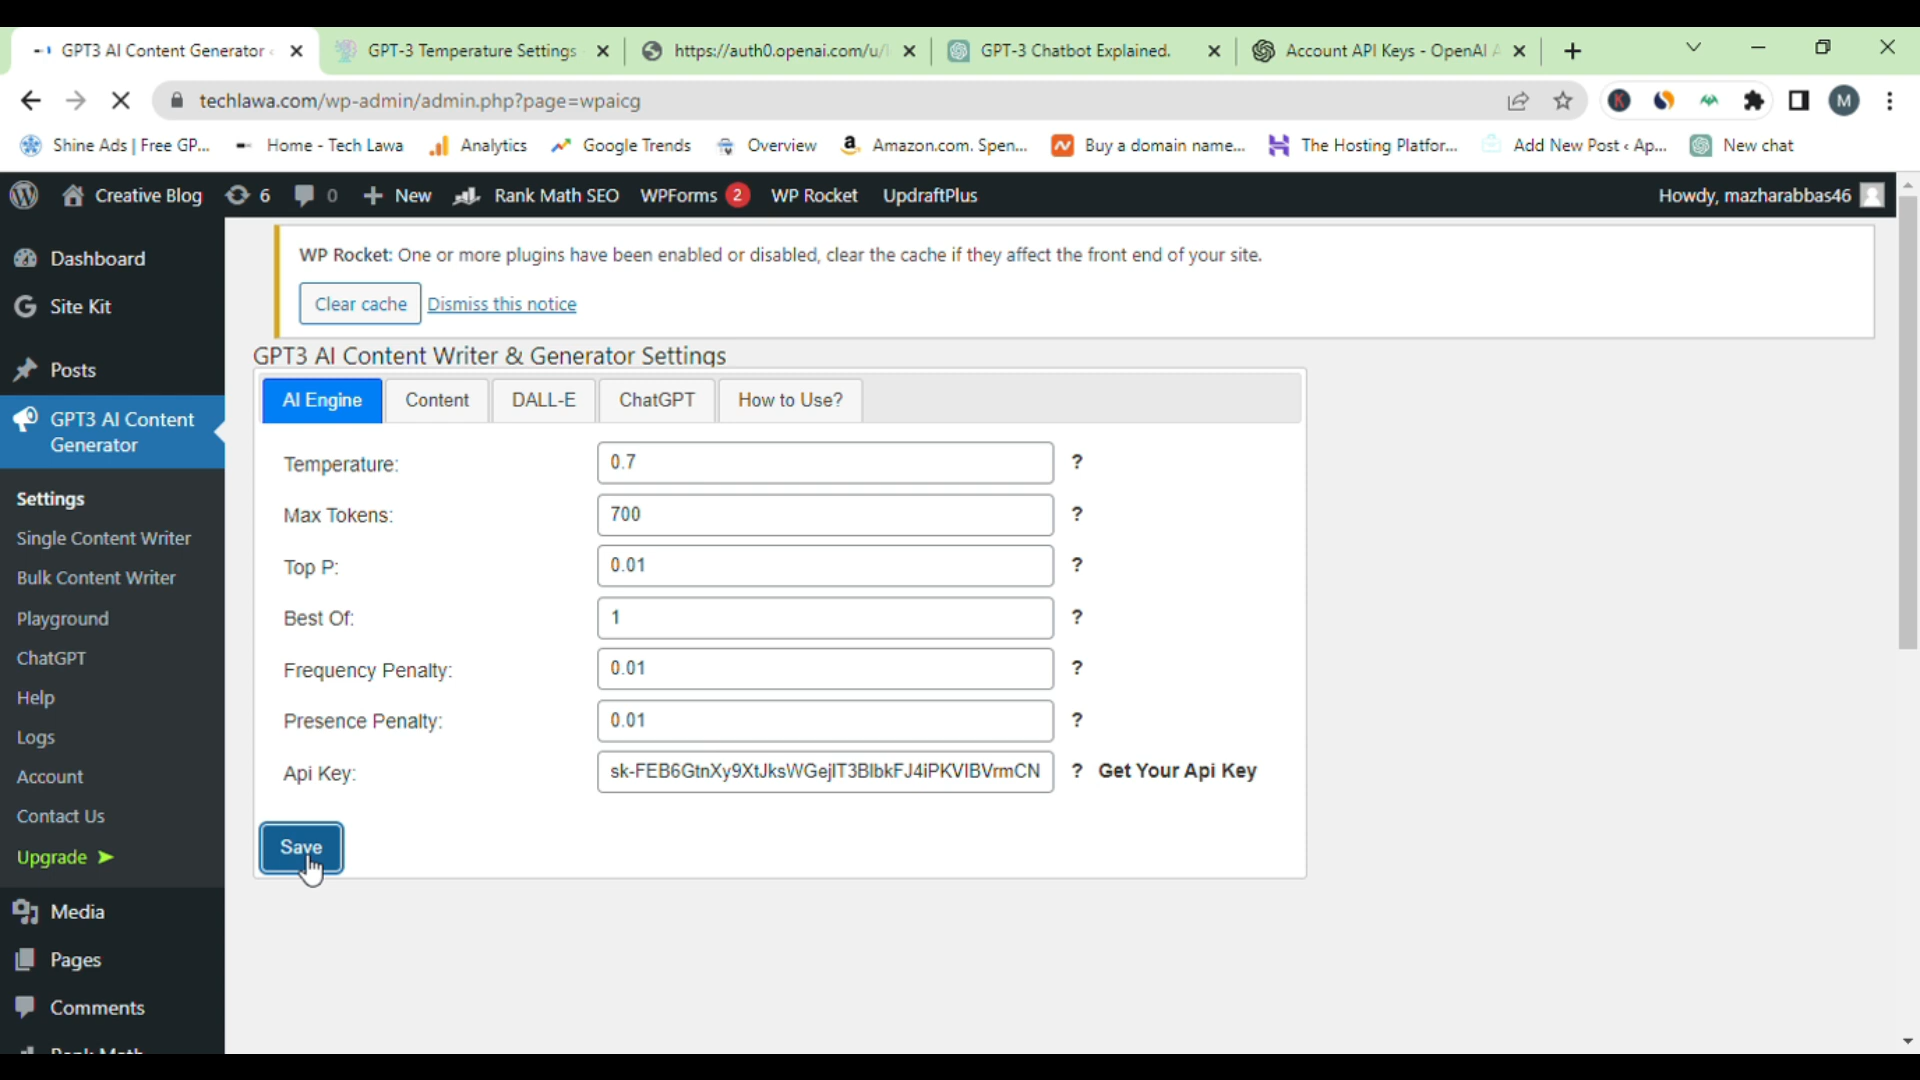 GPT3 AI Content Generator
GPT-3 Temperature Settings
https://auth0.openai.com/u/
GPT-3 Chatbot Explained.
Account API Keys - OpenAI A
techlawa.com/wp-admin/admin.php?page=wpaicg
M
Shine Ads | Free GP...
Home - Tech Lawa
Analytics
Google Trends
Overview
Amazon.com. Spen...
Buy a domain name...
The Hosting Platfor...
Add New Post ‹ Ap...
New chat
Creative Blog
6
0
New
Rank Math SEO
WPForms 2
WP Rocket
UpdraftPlus
Howdy, mazharabbas46
Dashboard
Site Kit
Posts
GPT3 AI Content
Generator
Settings
Single Content Writer
Bulk Content Writer
Playground
ChatGPT
Help
Logs
Account
Contact Us
Upgrade ➤
Media
Pages
Comments
WP Rocket: One or more plugins have been enabled or disabled, clear the cache if they affect the front end of your site.
Clear cache Dismiss this notice
GPT3 AI Content Writer & Generator Settings
AI Engine Content DALL-E ChatGPT How to Use?
Temperature: 0.7 ?
Max Tokens: 700 ?
Top P: 0.01 ?
Best Of: 1 ?
Frequency Penalty: 0.01 ?
Presence Penalty: 0.01 ?
Api Key: ? Get Your Api Key
Save